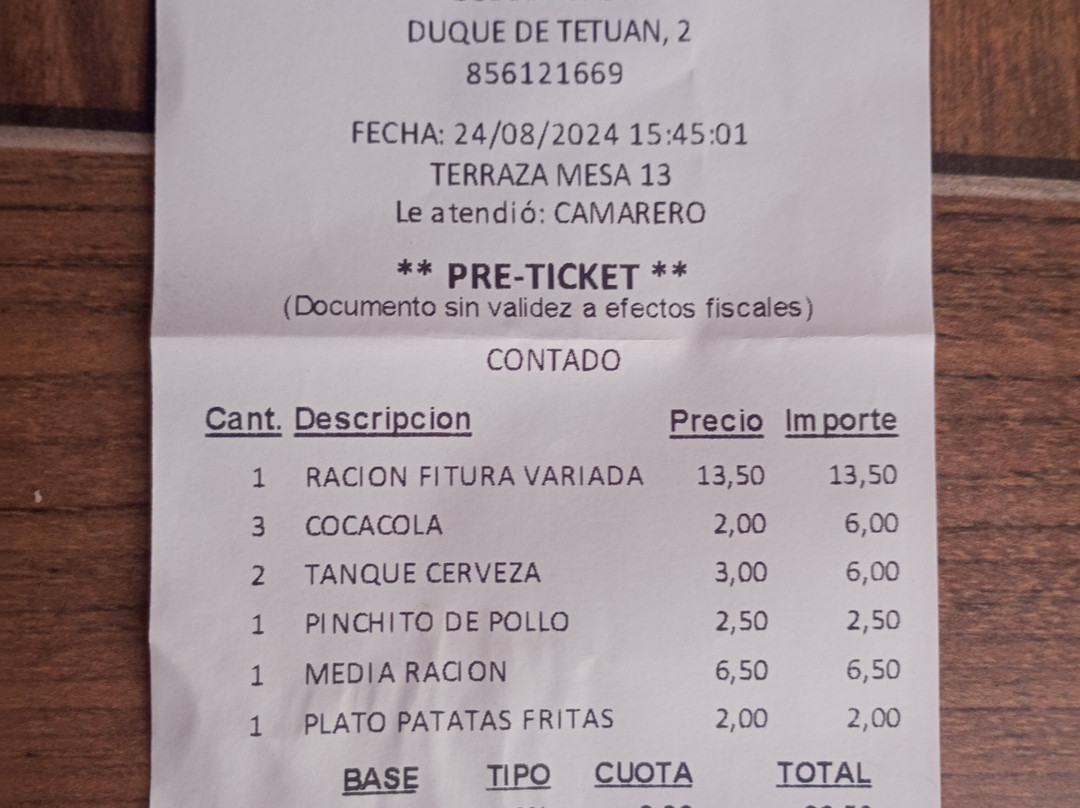 DUQUE DE TETUAN, 2
856121669
FECHA: 24/08/2024 15:45:01
TERRAZA MESA 13
Le atendió: CAMARERO
** PRE-TICKET **
(Documento sin validez a efectos fiscales)
CONTADO
Cant. Descripcion Precio Importe
1 RACION FITURA VARIADA 13,50 13,50
3 COCACOLA 2,00 6,00
2 TANQUE CERVEZA 3,00 6,00
1 PINCHITO DE POLLO 2,50 2,50
1 MEDIA RACION 6,50 6,50
1 PLATO PATATAS FRITAS 2,00 2,00
BASE TIPO CUOTA TOTAL